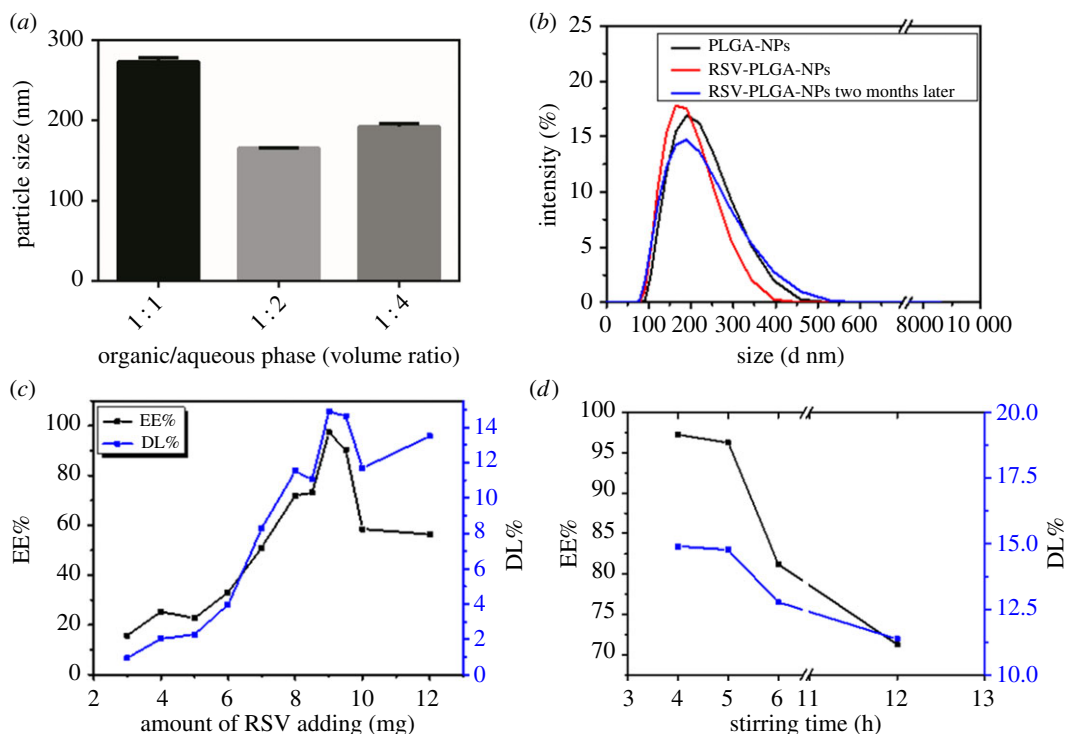 (a)
300
200
100
0
particle size (nm)
1:1
1:2
1:4
organic/aqueous phase (volume ratio)
(b)
25
20
15
10
5
0
intensity (%)
PLGA-NPs
RSV-PLGA-NPs
RSV-PLGA-NPs two months later
0 100 200 300 400 500 600 8000 10 000
size (d nm)
(c)
100
80
60
40
20
0
EE%
EE%
DL%
14
12
10
8
6
4
2
0
DL%
2 4 6 8 10 12
amount of RSV adding (mg)
(d)
100
95
90
85
80
75
70
EE%
20.0
17.5
15.0
12.5
10.0
DL%
3 4 5 6 11 12 13
stirring time (h)